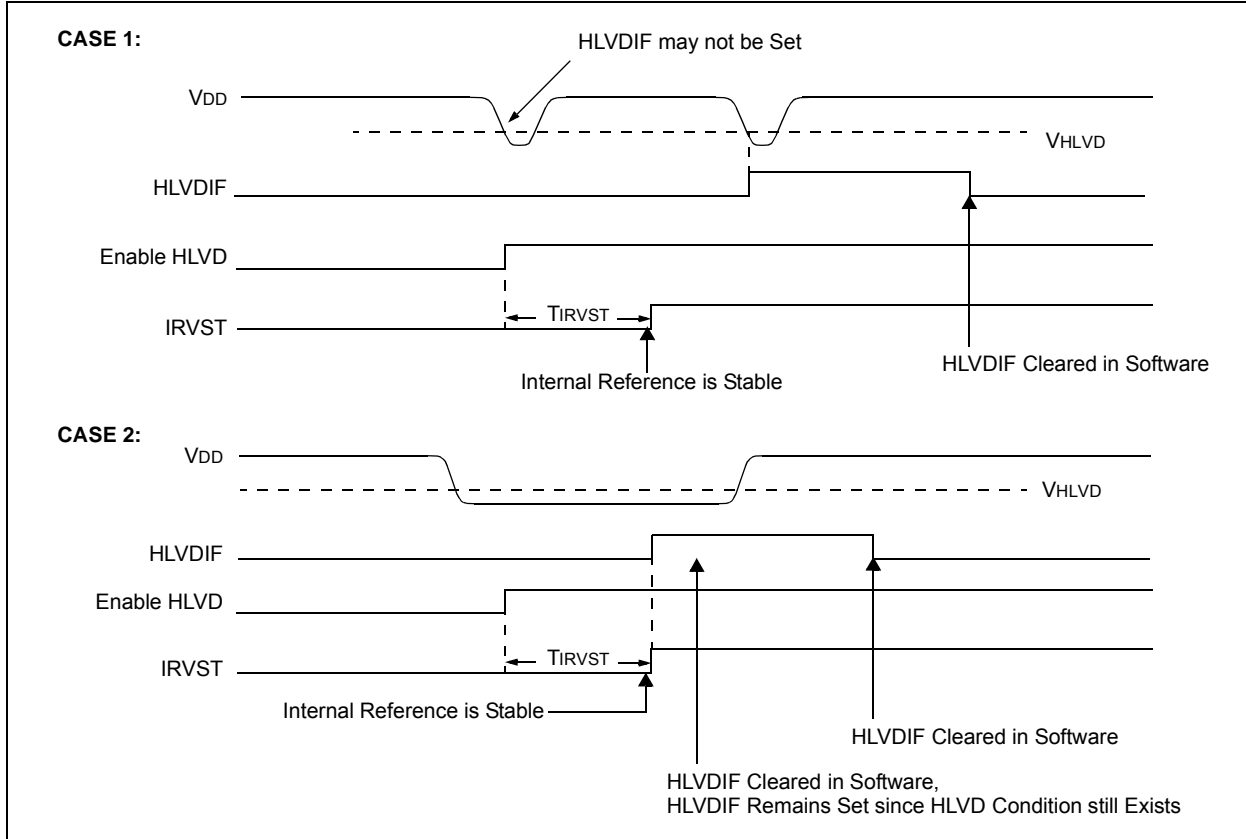 CASE 1:
HLVDIF may not be Set
VDD
VHLVD
HLVDIF
Enable HLVD
TIRVST
IRVST
HLVDIF Cleared in Software
Internal Reference is Stable
CASE 2:
VDD
VHLVD
HLVDIF
Enable HLVD
TIRVST
IRVST
Internal Reference is Stable
HLVDIF Cleared in Software
HLVDIF Cleared in Software,
HLVDIF Remains Set since HLVD Condition still Exists